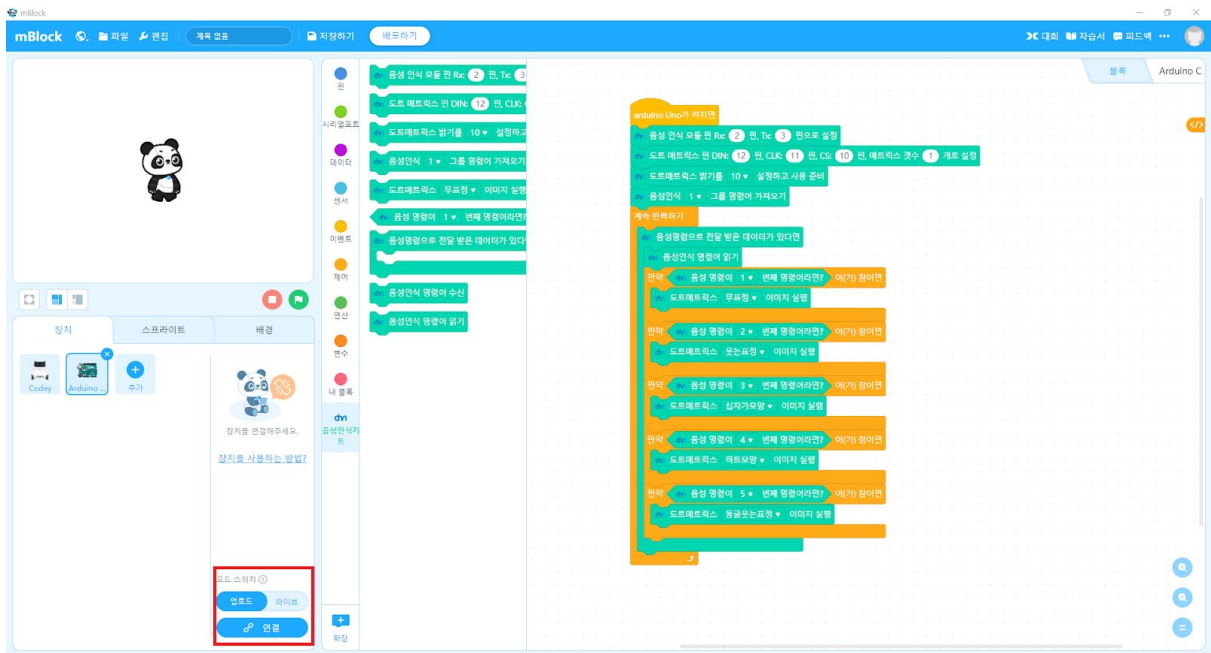 mBlock
mBlock 파일 편집 제목 없음 저장하기 배포하기 대회 자습서 피드백
블록 Arduino C
핀
시리얼포트
데이터
센서
이벤트
제어
연산
변수
내 블록
dvn
음성인식키트
확장
음성 인식 모듈 핀 Rx: 2 핀, Tx: 3
도트 매트릭스 핀 DIN: 12 핀, CLK:
도트매트릭스 밝기를 10 설정하고
음성인식 1 그룹 명령어 가져오기
도트매트릭스 무표정 이미지 실행
음성 명령이 1 번째 명령어라면?
음성명령으로 전달 받은 데이터가 있다
음성인식 명령어 수신
음성인식 명령어 읽기
arduino Uno가 켜지면
음성 인식 모듈 핀 Rx: 2 핀, Tx: 3 핀으로 설정
도트 매트릭스 핀 DIN: 12 핀, CLK: 11 핀, CS: 10 핀, 매트릭스 갯수 1 개로 설정
도트매트릭스 밝기를 10 설정하고 사용 준비
음성인식 1 그룹 명령어 가져오기
계속 반복하기
음성명령으로 전달 받은 데이터가 있다면
음성인식 명령어 읽기
만약 음성 명령이 1 번째 명령어라면? 이(가) 참이면
도트매트릭스 무표정 이미지 실행
만약 음성 명령이 2 번째 명령어라면? 이(가) 참이면
도트매트릭스 웃는표정 이미지 실행
만약 음성 명령이 3 번째 명령어라면? 이(가) 참이면
도트매트릭스 십자가모양 이미지 실행
만약 음성 명령이 4 번째 명령어라면? 이(가) 참이면
도트매트릭스 하트모양 이미지 실행
만약 음성 명령이 5 번째 명령어라면? 이(가) 참이면
도트매트릭스 동글웃는표정 이미지 실행
장치 스프라이트 배경
Codey Arduino ... 추가
장치를 연결해주세요.
장치를 사용하는 방법?
모드 스위치
업로드 라이브
연결